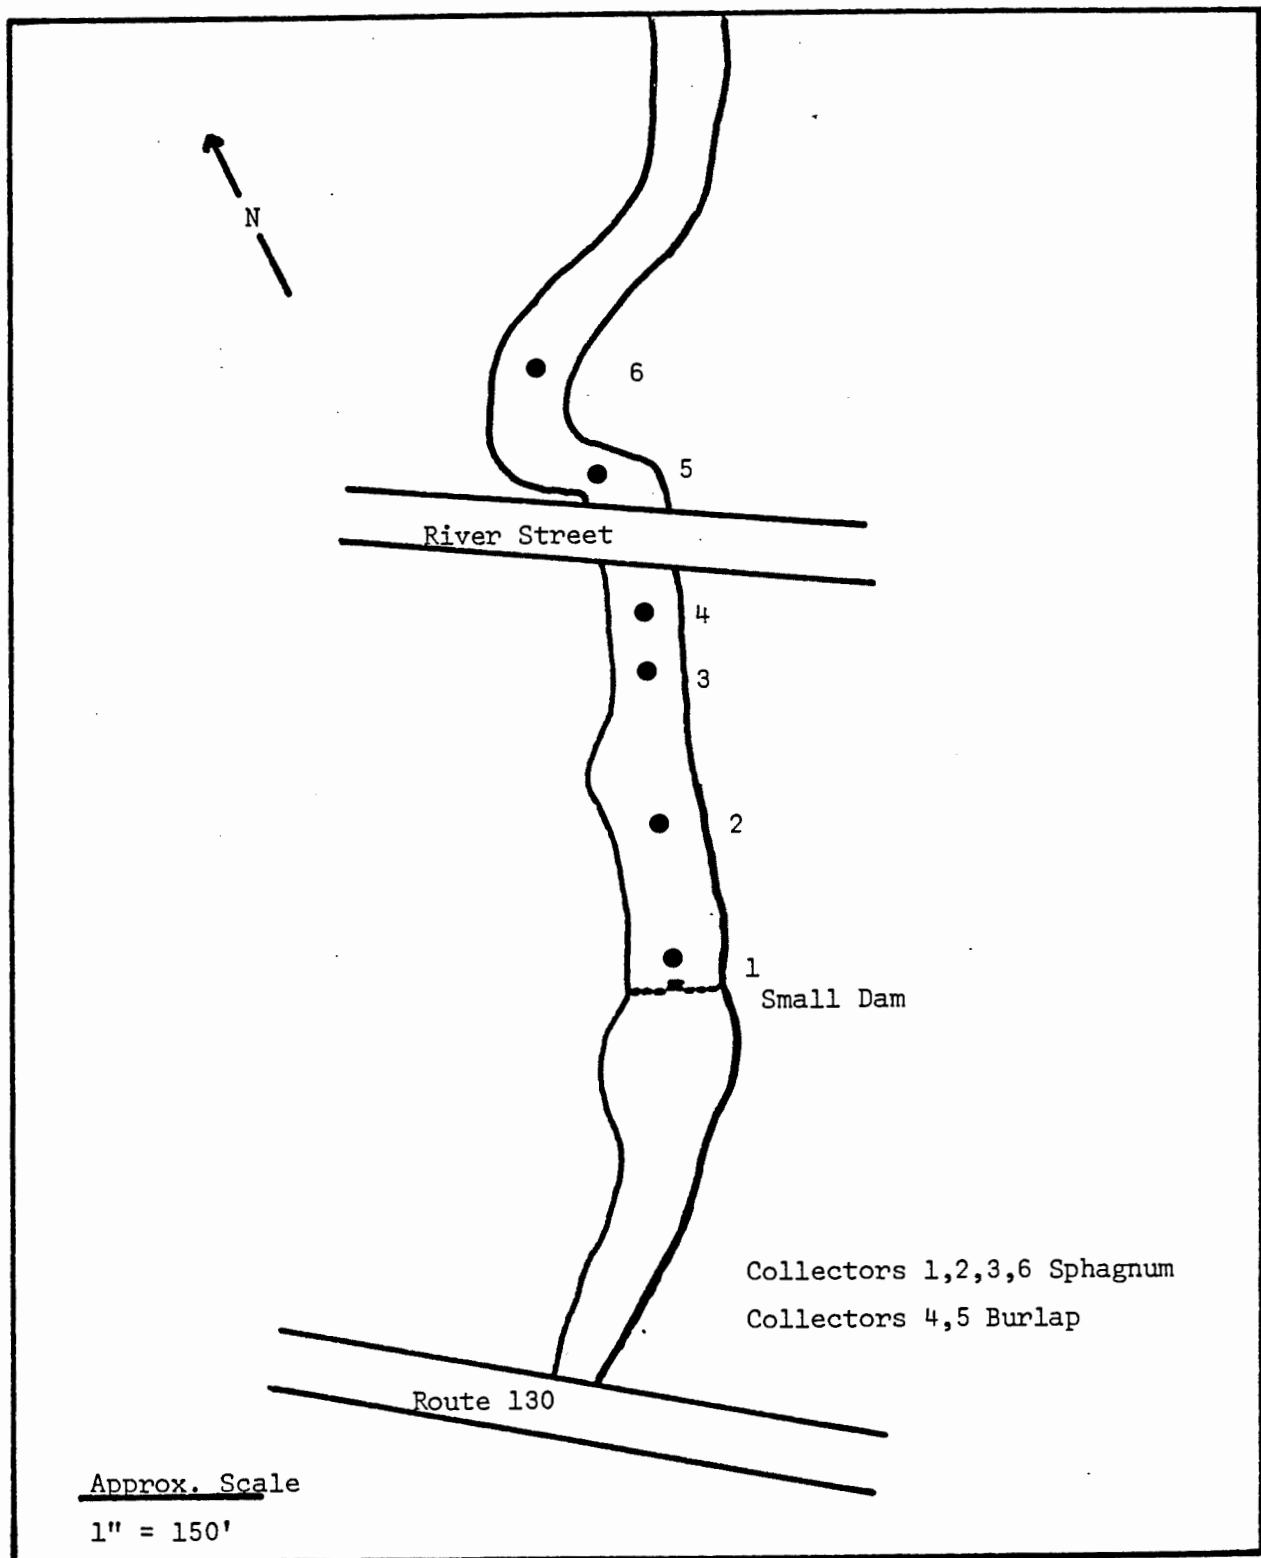 N
6
5
River Street
4
3
2
1
Small Dam
Collectors 1,2,3,6 Sphagnum
Collectors 4,5 Burlap
Route 130
Approx. Scale
1" = 150'